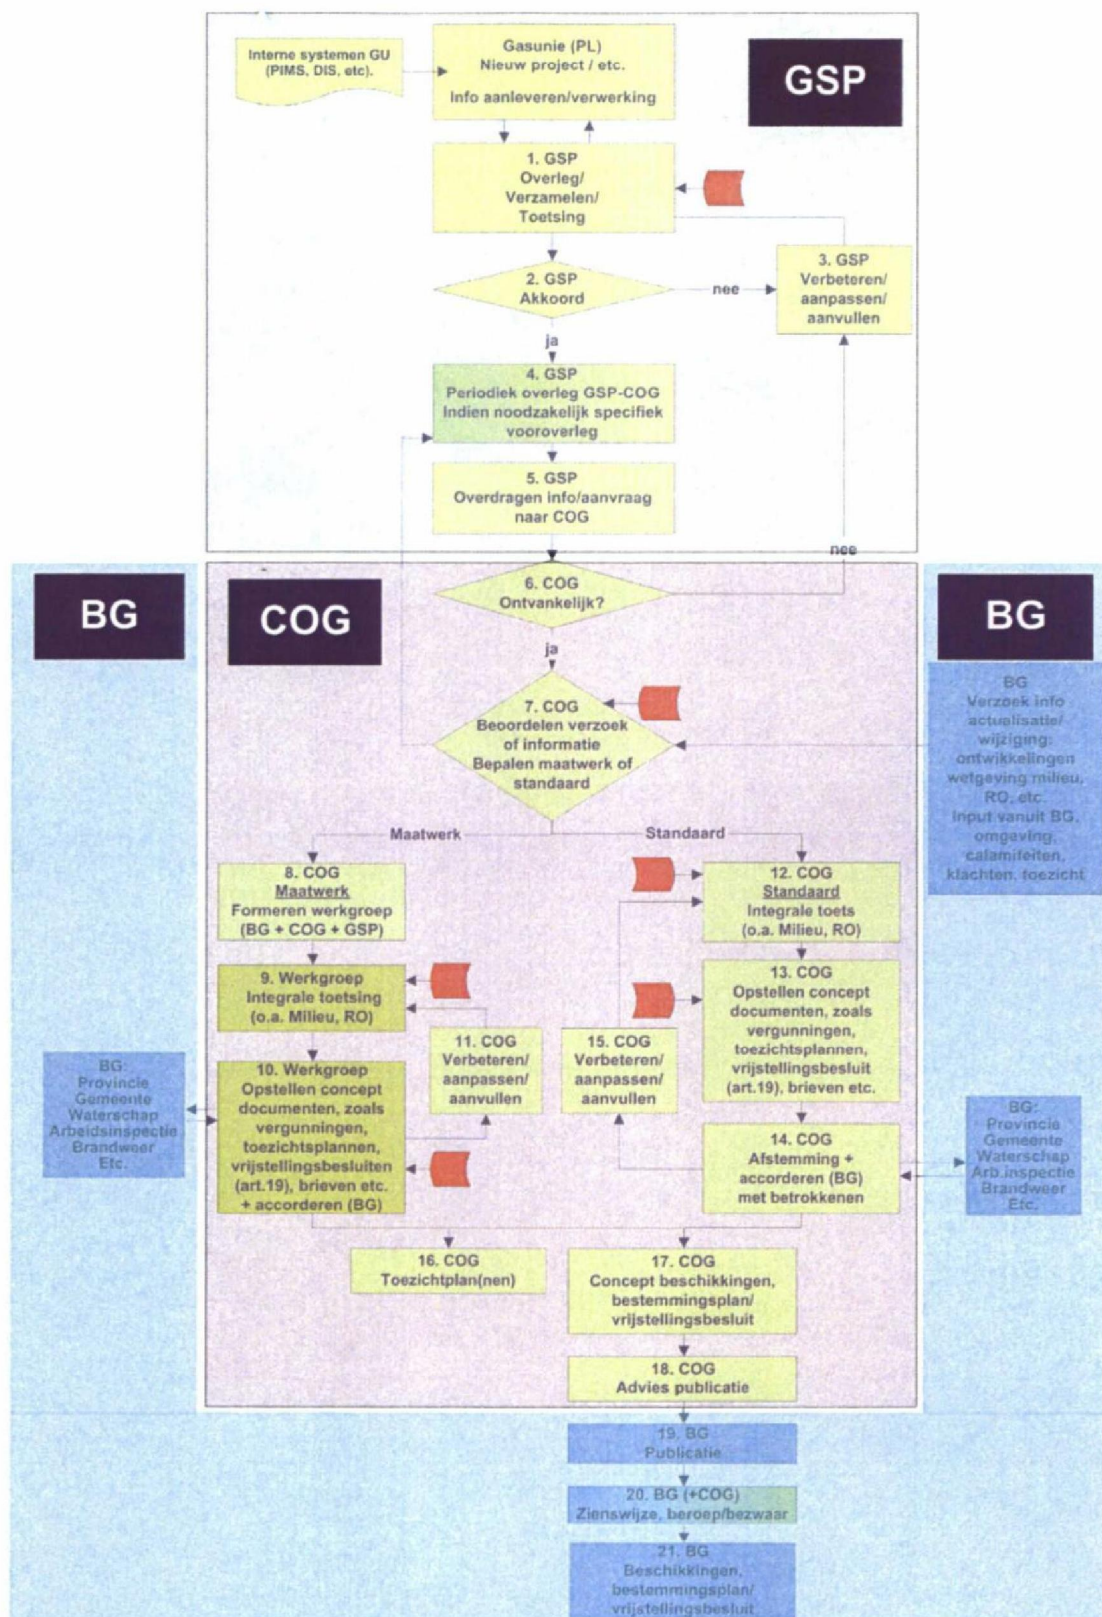 Interne systemen GU
(PIMS, DIS, etc).
Gasunie (PL)
Nieuw project / etc.
Info aanleveren/verwerking
GSP
1. GSP
Overleg/
Verzamelen/
Toetsing
2. GSP
Akkoord
nee
3. GSP
Verbeteren/
aanpassen/
aanvullen
ja
4. GSP
Periodiek overleg GSP-COG
Indien noodzakelijk specifiek
vooroverleg
5. GSP
Overdragen info/aanvraag
naar COG
nee
BG
COG
6. COG
Ontvankelijk?
BG
ja
7. COG
Beoordelen verzoek
of informatie
Bepalen maatwerk of
standaard
BG
Verzoek info
actualisatie/
wijziging;
ontwikkelingen
wetgeving milieu,
RO, etc.
Input vanuit BG,
omgeving,
calamiteiten,
klachten, toezicht
Maatwerk
Standaard
8. COG
Maatwerk
Formeren werkgroep
(BG + COG + GSP)
12. COG
Standaard
Integrale toets
(o.a. Milieu, RO)
9. Werkgroep
Integrale toetsing
(o.a. Milieu, RO)
13. COG
Opstellen concept
documenten, zoals
vergunningen,
toezichtsplannen,
vrijstellingsbesluit
(art.19), brieven etc.
11. COG
Verbeteren/
aanpassen/
aanvullen
15. COG
Verbeteren/
aanpassen/
aanvullen
BG:
Provincie
Gemeente
Waterschap
Arbeidsinspectie
Brandweer
Etc.
10. Werkgroep
Opstellen concept
documenten, zoals
vergunningen,
toezichtsplannen,
vrijstellingsbesluiten
(art.19), brieven etc.
+ accorderen (BG)
14. COG
Afstemming +
accorderen (BG)
met betrokkenen
BG:
Provincie
Gemeente
Waterschap
Arb.inspectie
Brandweer
Etc.
16. COG
Toezichtplan(nen)
17. COG
Concept beschikkingen,
bestemmingsplan/
vrijstellingsbesluit
18. COG
Advies publicatie
19. BG
Publicatie
20. BG (+COG)
Zienswijze, beroep/bezwaar
21. BG
Beschikkingen,
bestemmingsplan/
vrijstellingsbesluit